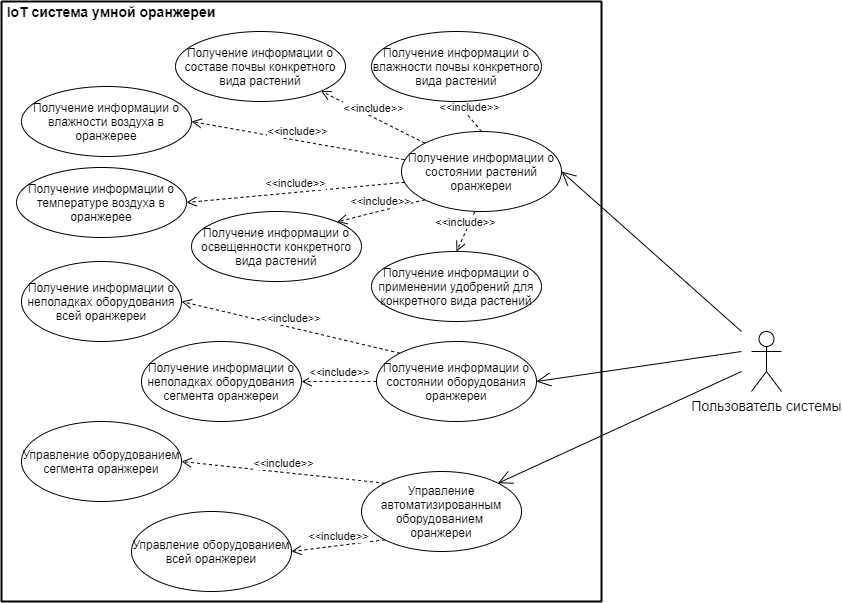 IoT система умной оранжереи
Получение информации о
составе почвы конкретного
вида растений
Получение информации о
влажности почвы конкретного
вида растений
Получение информации о
влажности воздуха в
оранжерее
<<include>>
<<include>>
<<include>>
Получение информации о
состоянии растений
оранжереи
Получение информации о
температуре воздуха в
оранжерее
<<include>>
<<include>>
<<include>>
Получение информации о
освещенности конкретного
вида растений
Получение информации о
применении удобрений для
конкретного вида растений
Получение информации о
неполадках оборудования
всей оранжереи
<<include>>
Получение информации о
неполадках оборудования
сегмента оранжереи
<<include>>
Получение информации о
состоянии оборудования
оранжереи
Пользователь системы
Управление оборудованием
сегмента оранжереи
<<include>>
Управление
автоматизированным
оборудованием
оранжереи
Управление оборудованием
всей оранжереи
<<include>>